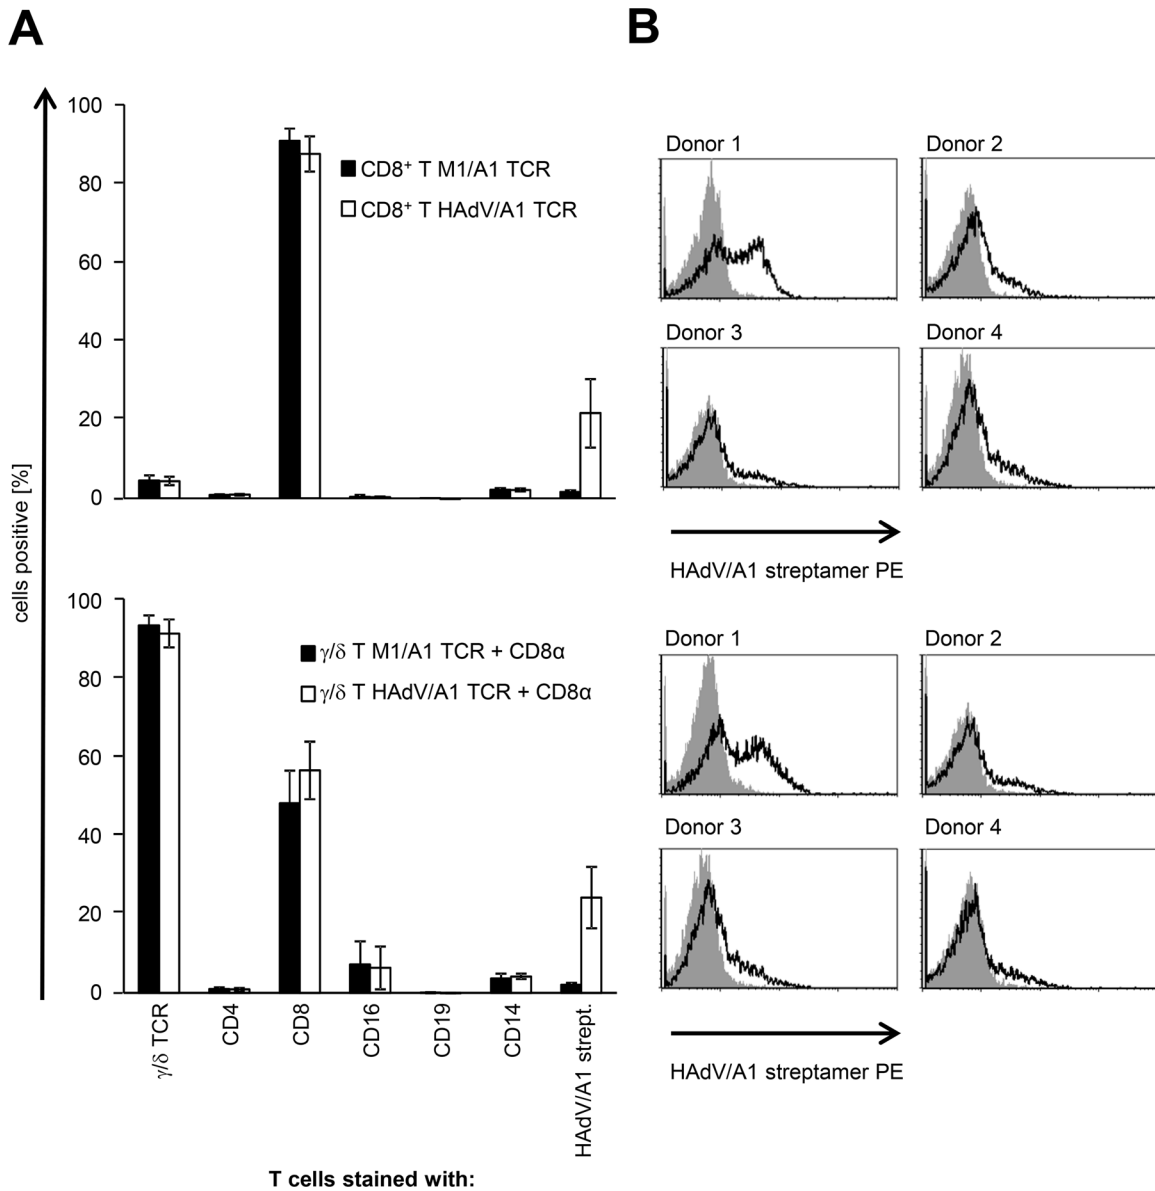 A
100
80
60
40
20
0
CD8+ T M1/A1 TCR
CD8+ T HAdV/A1 TCR
cells positive [%]
100
80
60
40
20
0
γ/δ T M1/A1 TCR + CD8α
γ/δ T HAdV/A1 TCR + CD8α
γ/δ TCR
CD4
CD8
CD16
CD19
CD14
HAdV/A1 strept.
T cells stained with:
B
Donor 1
Donor 2
Donor 3
Donor 4
HAdV/A1 streptamer PE
Donor 1
Donor 2
Donor 3
Donor 4
HAdV/A1 streptamer PE